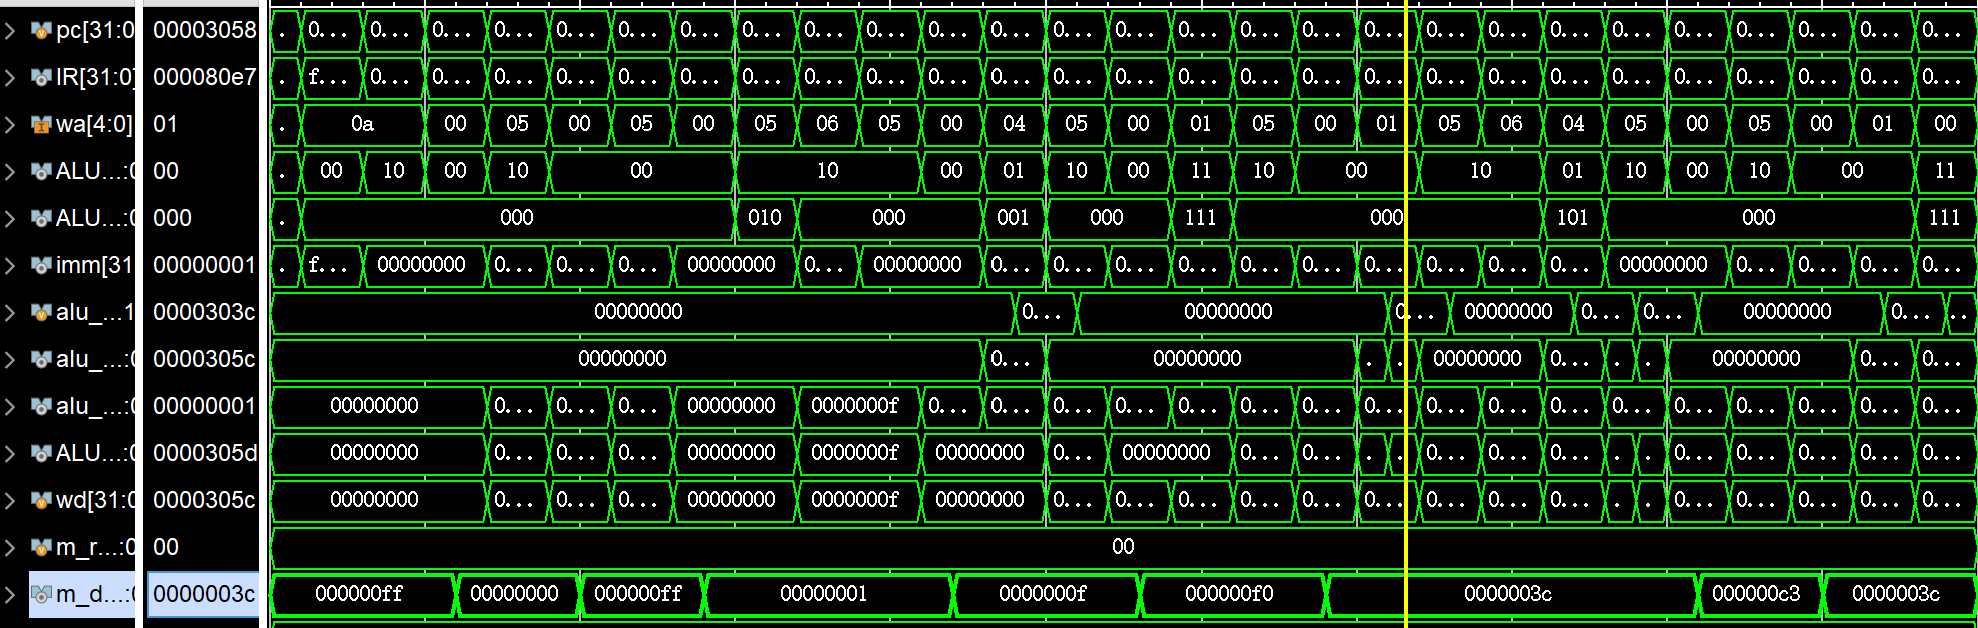 pc[31:0 00003058 . 0... 0... 0... 0... 0... 0... 0... 0... 0... 0... 0... 0... 0... 0... 0... 0... 0... 0... 0... 0... 0... 0... 0... 0... 0... 0... 0...
IR[31:0] 000080e7 . f... 0... 0... 0... 0... 0... 0... 0... 0... 0... 0... 0... 0... 0... 0... 0... 0... 0... 0... 0... 0... 0... 0... 0... 0... 0... 0...
wa[4:0] 01 . 0a 00 05 00 05 00 05 06 05 00 04 05 00 01 05 00 01 05 06 04 05 00 05 00 01 00
ALU...:0 00 . 00 10 00 10 00 10 00 01 10 00 11 10 00 10 01 10 00 10 00 11
ALU...:0 000 . 000 010 000 001 000 111 000 101 000 111
imm[31 00000001 . f... 00000000 0... 0... 0... 00000000 0... 00000000 0... 0... 0... 0... 0... 0... 0... 0... 0... 0... 00000000 0... 0... 0... 0...
alu_...1 0000303c 00000000 0... 00000000 0... 00000000 0... 0... 00000000 0... ..
alu_...:0 0000305c 00000000 0... 00000000 . . 00000000 0... . . 00000000 0... 0...
alu_...:0 00000001 00000000 0... 0... 0... 00000000 0000000f 0... 0... 0... 0... 0... 0... 0... 0... 0... 0... 0... 0... 0... 0... 0... 0... 0...
ALU...:0 0000305d 00000000 0... 0... 0... 00000000 0000000f 00000000 0... 00000000 0... 0... . . 0... 0... 0... . . 0... 0... 0... 0... 0...
wd[31:0 0000305c 00000000 0... 0... 0... 00000000 0000000f 00000000 0... 0... 0... 0... 0... 0... 0... 0... 0... . . 0... 0... 0... 0... 0...
m_r...:0 00 00
m_d...:0 0000003c 000000ff 00000000 000000ff 00000001 0000000f 000000f0 0000003c 000000c3 0000003c